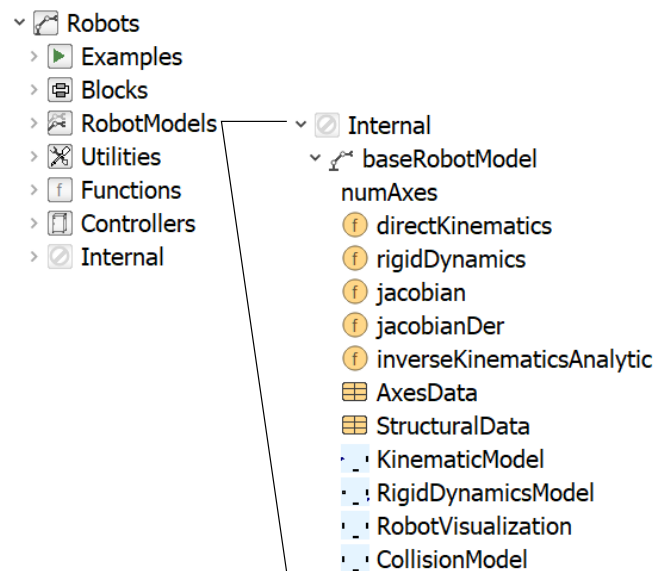 Robots
Examples
Blocks
RobotModels
Utilities
Functions
Controllers
Internal
Internal
baseRobotModel
numAxes
f directKinematics
f rigidDynamics
f jacobian
f jacobianDer
f inverseKinematicsAnalytic
AxesData
StructuralData
KinematicModel
RigidDynamicsModel
RobotVisualization
CollisionModel